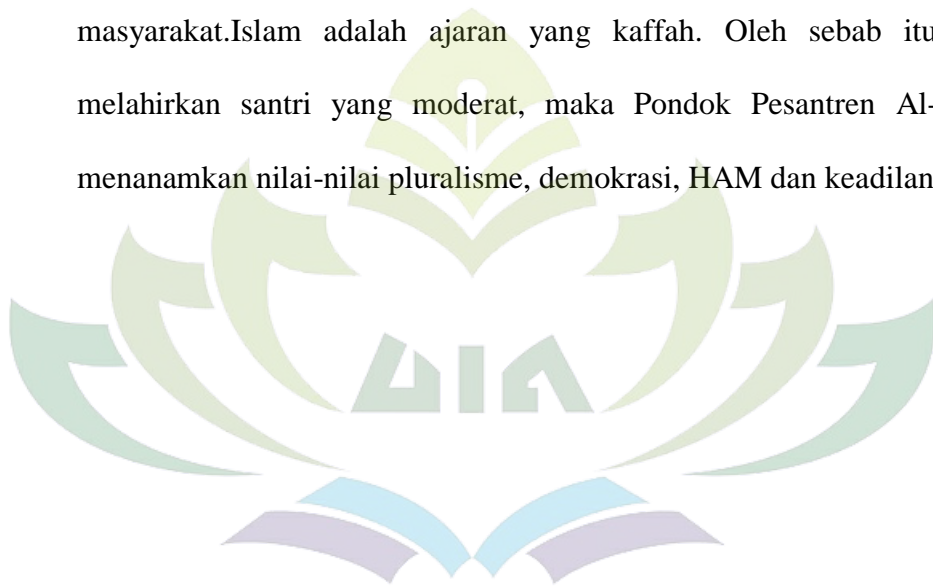 masyarakat.Islam adalah ajaran yang kaffah. Oleh sebab itu
melahirkan santri yang moderat, maka Pondok Pesantren Al-
menanamkan nilai-nilai pluralisme, demokrasi, HAM dan keadilan
UIN